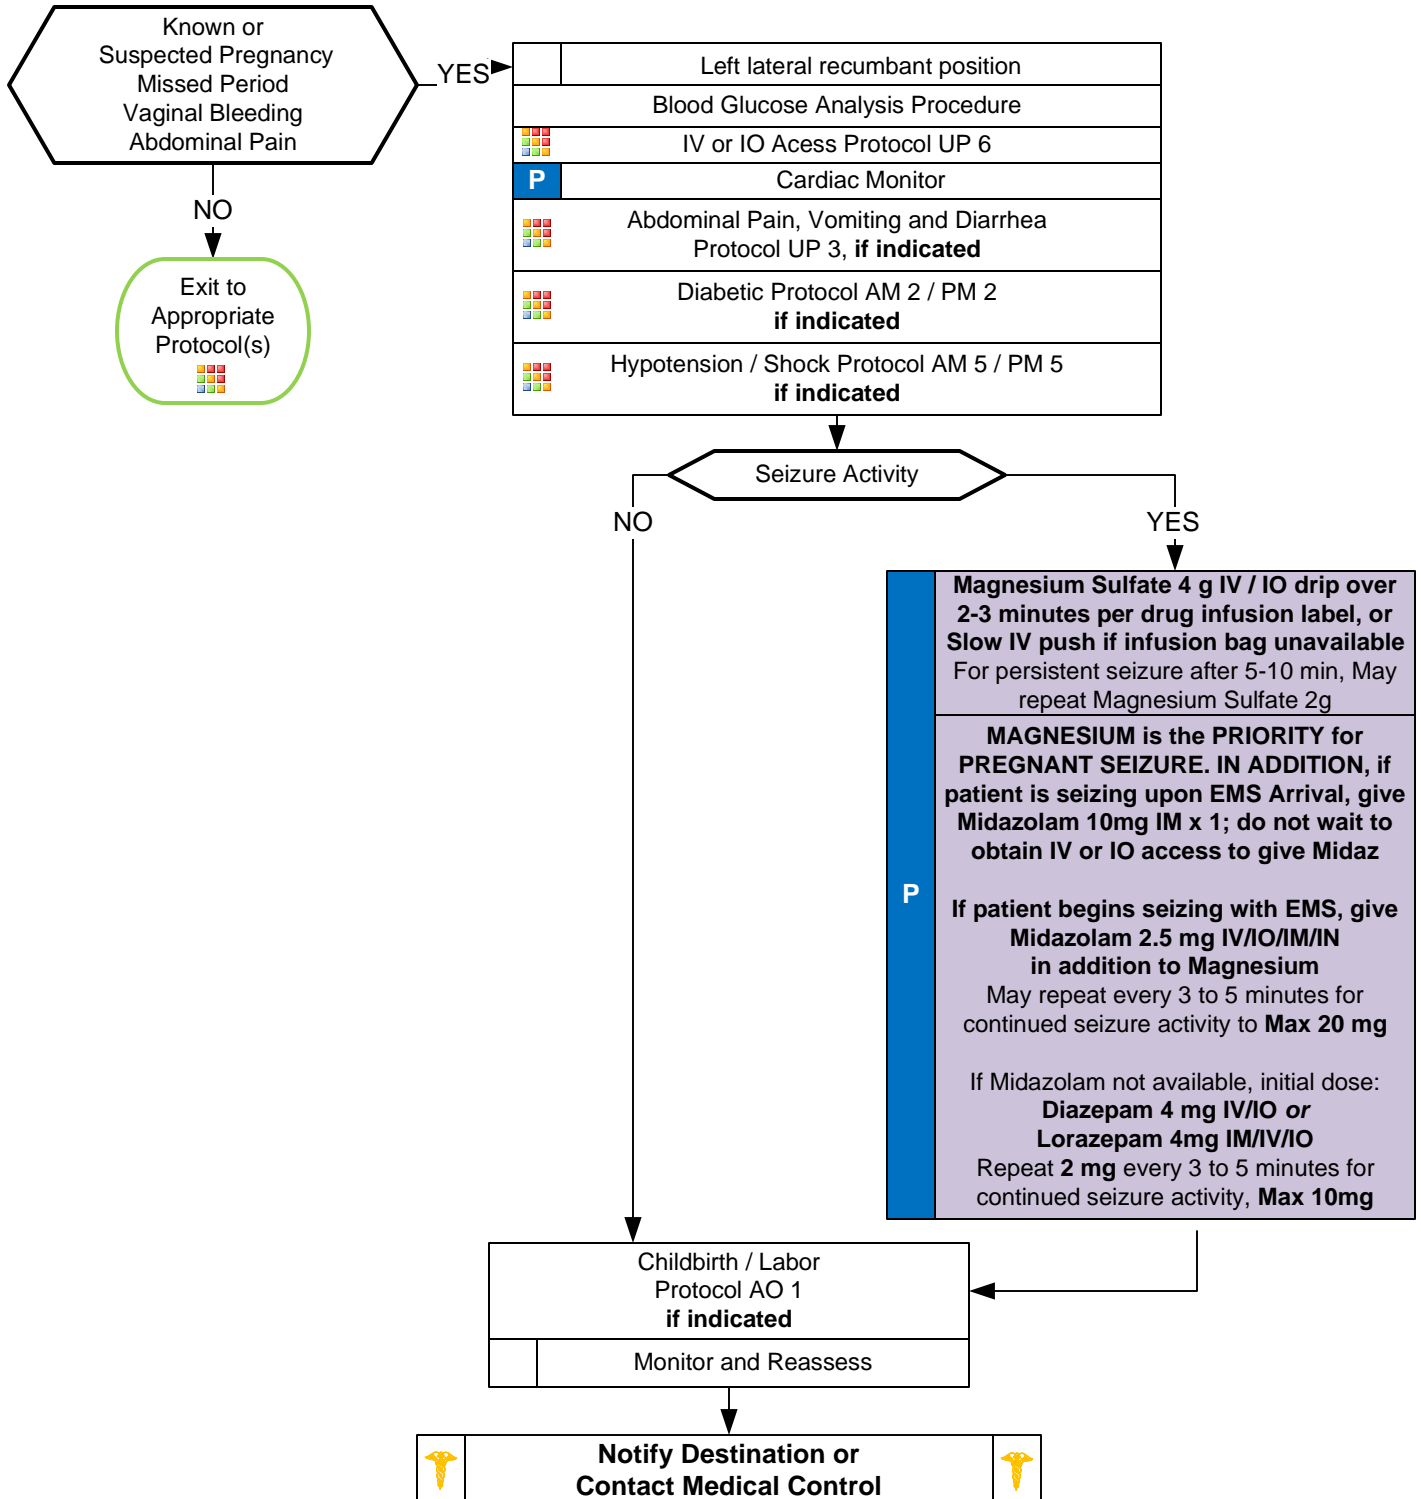 Known or
Suspected Pregnancy
Missed Period
Vaginal Bleeding
Abdominal Pain
YES
NO
Exit to
Appropriate
Protocol(s)
Left lateral recumbant position
Blood Glucose Analysis Procedure
IV or IO Acess Protocol UP 6
P
Cardiac Monitor
Abdominal Pain, Vomiting and Diarrhea
Protocol UP 3, if indicated
Diabetic Protocol AM 2 / PM 2
if indicated
Hypotension / Shock Protocol AM 5 / PM 5
if indicated
Seizure Activity
NO
YES
P
Magnesium Sulfate 4 g IV / IO drip over
2-3 minutes per drug infusion label, or
Slow IV push if infusion bag unavailable
For persistent seizure after 5-10 min, May
repeat Magnesium Sulfate 2g
MAGNESIUM is the PRIORITY for
PREGNANT SEIZURE. IN ADDITION, if
patient is seizing upon EMS Arrival, give
Midazolam 10mg IM x 1; do not wait to
obtain IV or IO access to give Midaz
If patient begins seizing with EMS, give
Midazolam 2.5 mg IV/IO/IM/IN
in addition to Magnesium
May repeat every 3 to 5 minutes for
continued seizure activity to Max 20 mg
If Midazolam not available, initial dose:
Diazepam 4 mg IV/IO or
Lorazepam 4mg IM/IV/IO
Repeat 2 mg every 3 to 5 minutes for
continued seizure activity, Max 10mg
Childbirth / Labor
Protocol AO 1
if indicated
Monitor and Reassess
Notify Destination or
Contact Medical Control